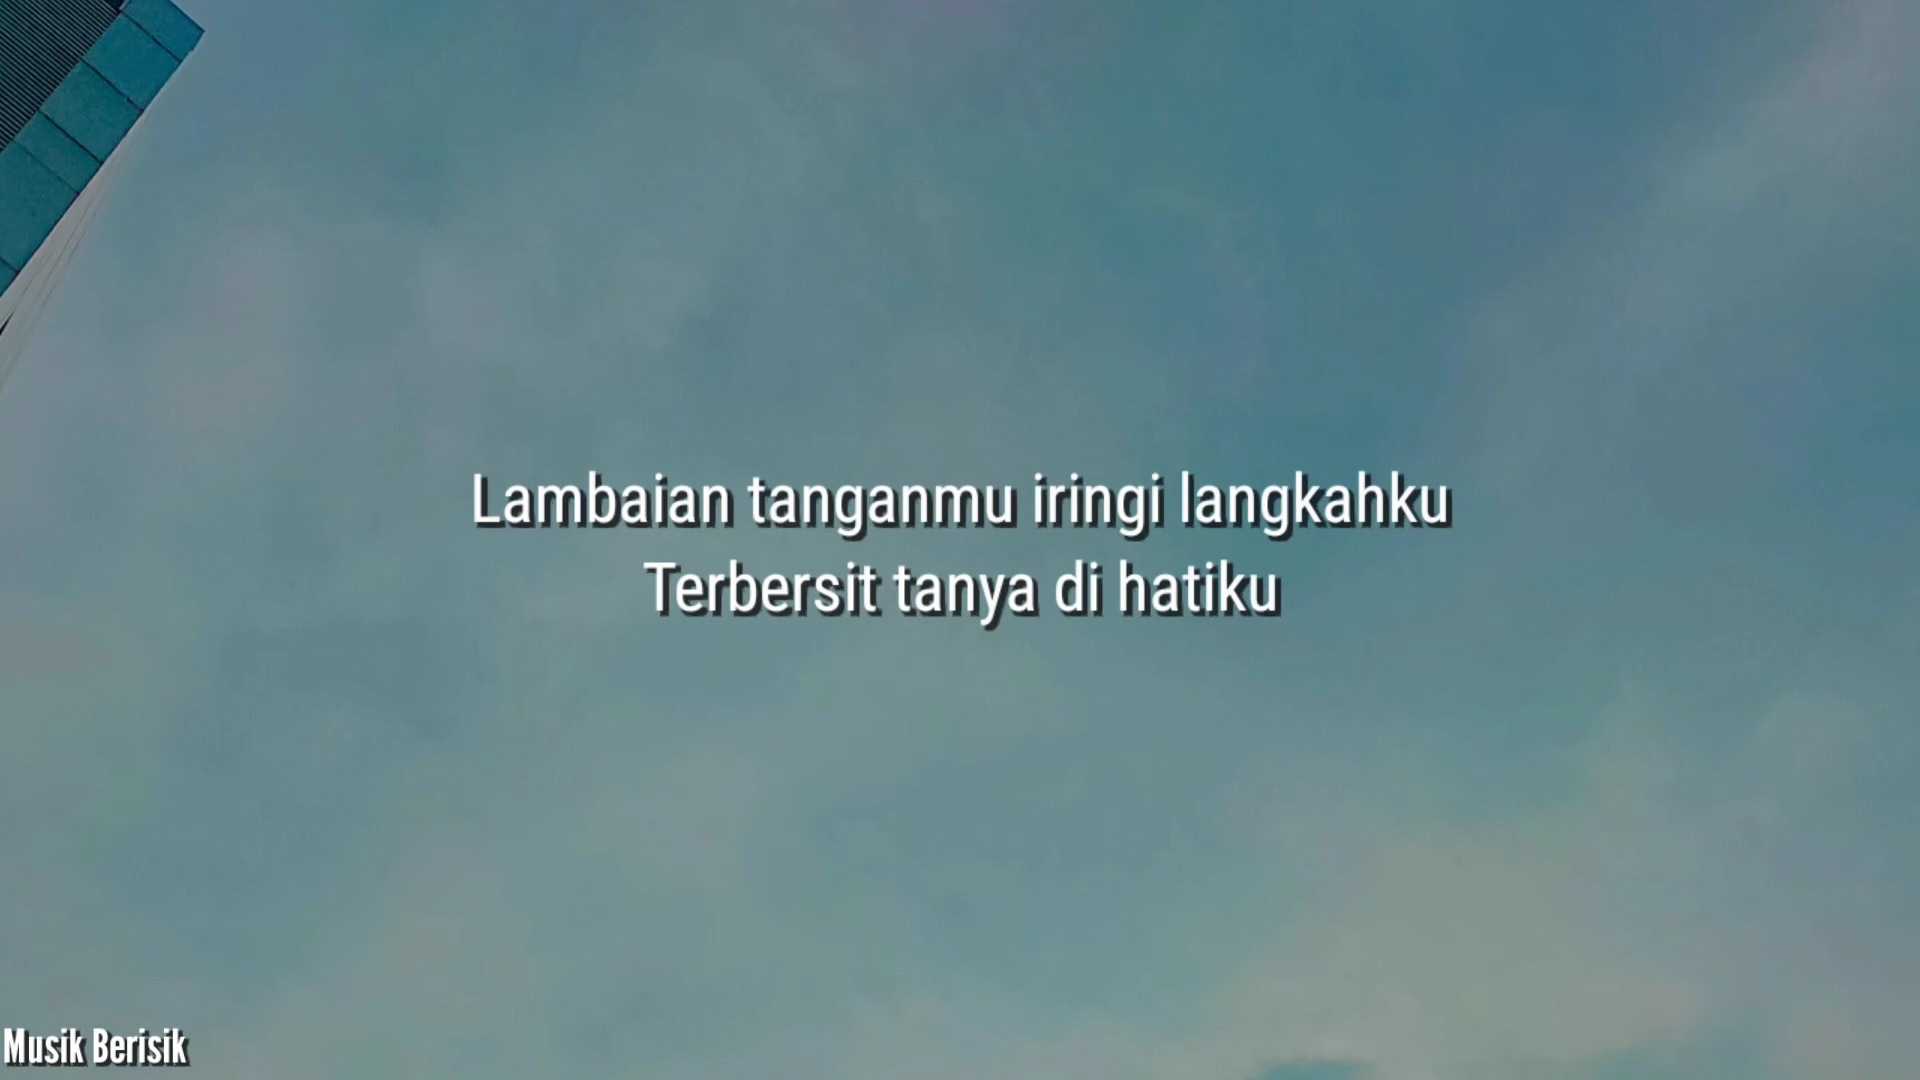 Lambaian tanganmu iringi langkahku
Terbersit tanya di hatiku
Musik Berisik